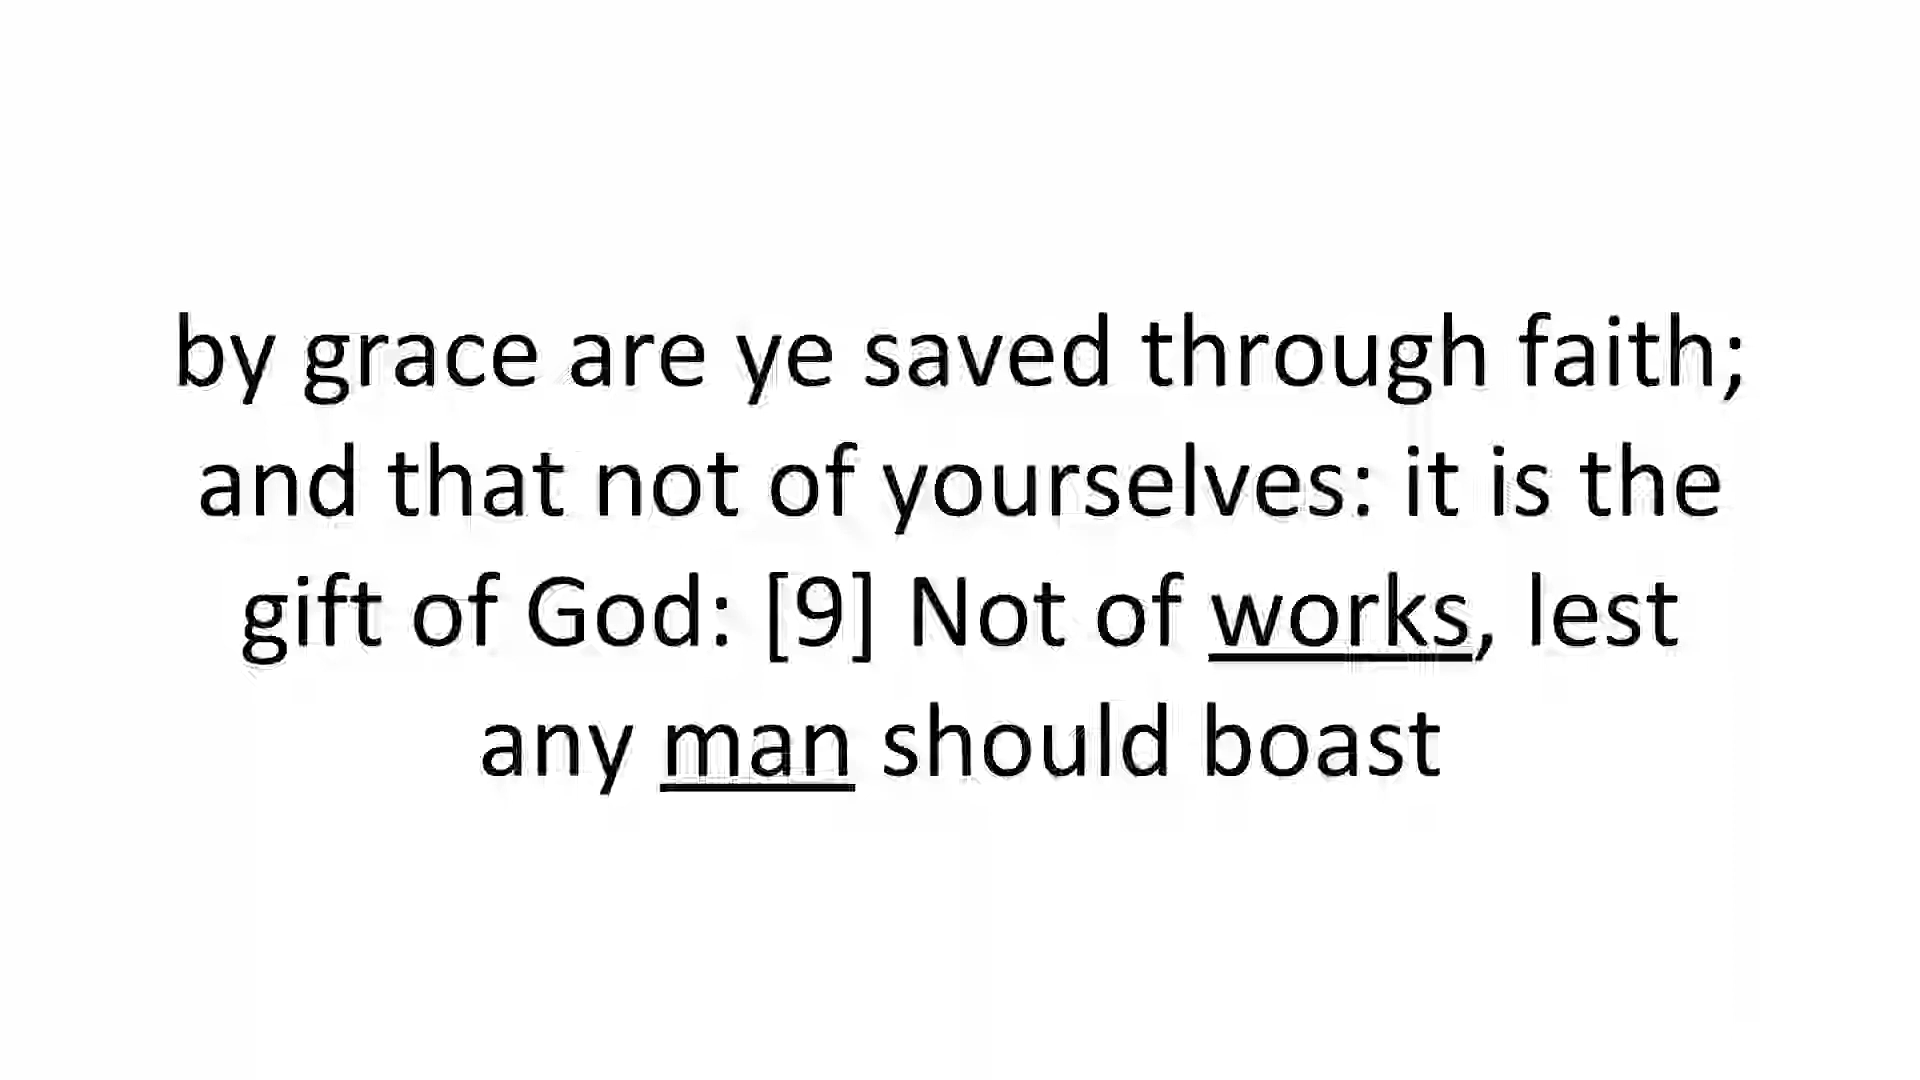 by grace are ye saved through faith;
and that not of yourselves: it is the
gift of God: [9] Not of works, lest
any man should boast